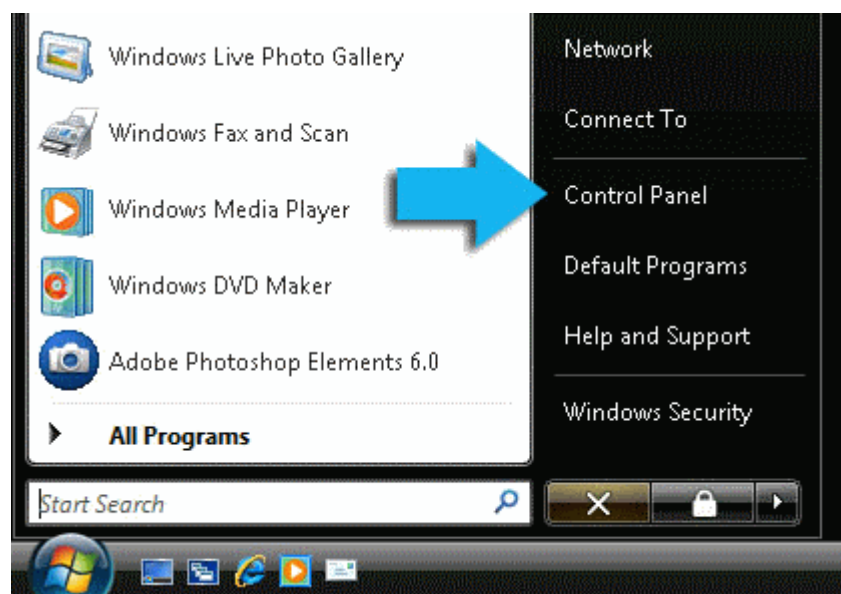 Windows Live Photo Gallery
Windows Fax and Scan
Windows Media Player
Windows DVD Maker
Adobe Photoshop Elements 6.0
All Programs
Start Search
Network
Connect To
Control Panel
Default Programs
Help and Support
Windows Security